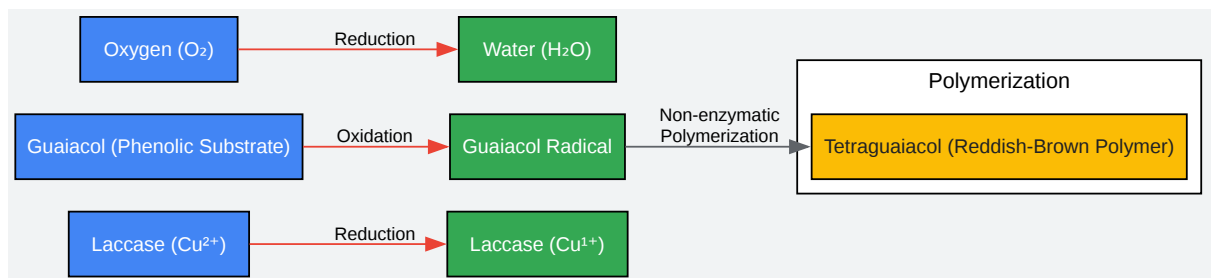 Oxygen (O₂)
Reduction
Water (H₂O)
Polymerization
Guaiacol (Phenolic Substrate)
Oxidation
Guaiacol Radical
Non-enzymatic
Polymerization
Tetraguaiacol (Reddish-Brown Polymer)
Laccase (Cu²⁺)
Reduction
Laccase (Cu¹⁺)